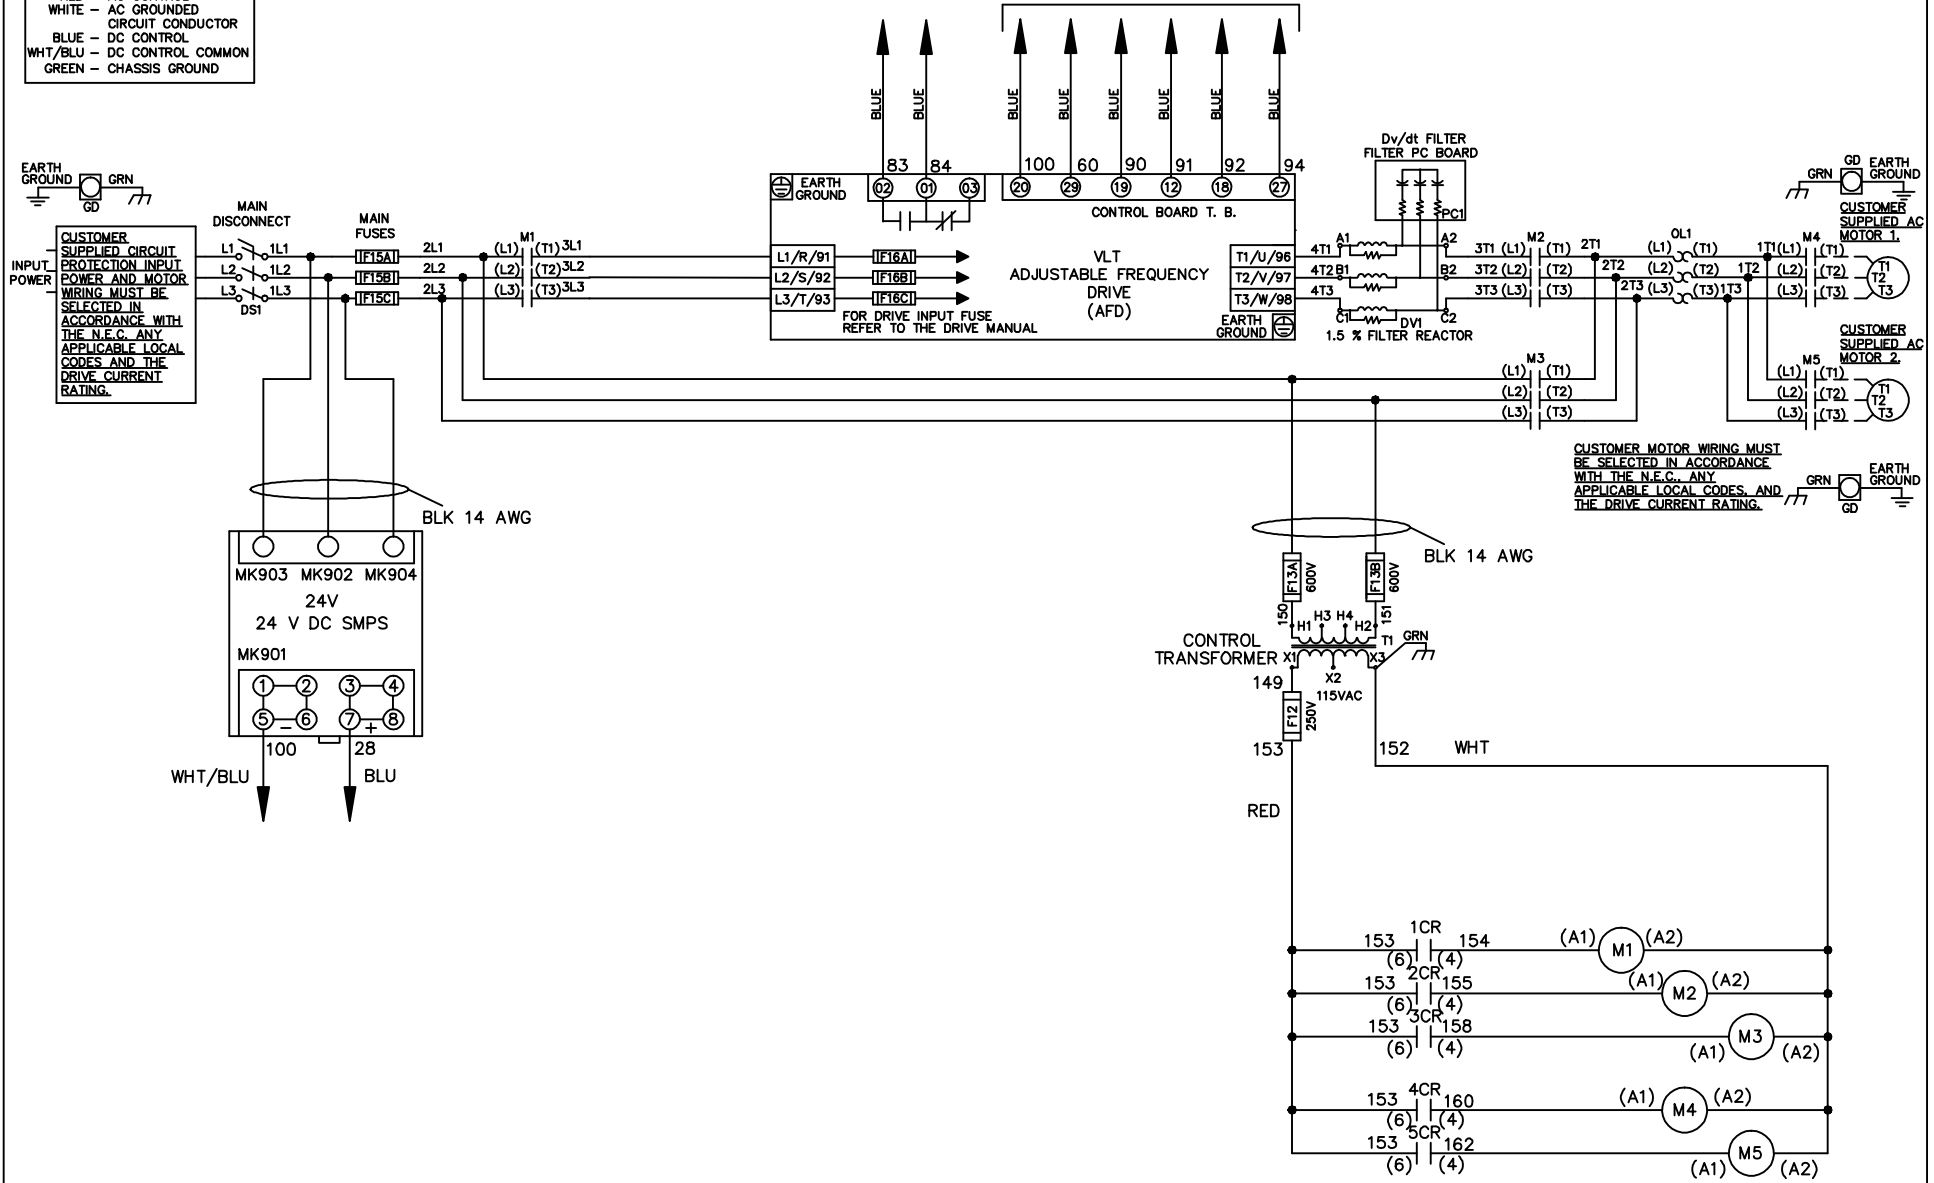 WHITE – AC GROUNDED
CIRCUIT CONDUCTOR
BLUE – DC CONTROL
WHT/BLU – DC CONTROL COMMON
GREEN – CHASSIS GROUND
BLUE
BLUE
BLUE
BLUE
BLUE
BLUE
BLUE
BLUE
83
84
100
60
90
91
92
94
EARTH
GROUND
GRN
GD
MAIN
DISCONNECT
MAIN
FUSES
CUSTOMER
SUPPLIED CIRCUIT
PROTECTION INPUT
POWER AND MOTOR
WIRING MUST BE
SELECTED IN
ACCORDANCE WITH
THE N.E.C. ANY
APPLICABLE LOCAL
CODES AND THE
DRIVE CURRENT
RATING.
INPUT
POWER
L1
1L1
L2
1L2
L3
1L3
DS1
F15A
F15B
F15C
2L1
2L2
2L3
M1
(L1)
(T1)
3L1
(L2)
(T2)
3L2
(L3)
(T3)
3L3
EARTH
GROUND
02
01
03
20
29
19
12
18
27
CONTROL BOARD T. B.
L1/R/91
L2/S/92
L3/T/93
F16A
F16B
F16C
FOR DRIVE INPUT FUSE
REFER TO THE DRIVE MANUAL
VLT
ADJUSTABLE FREQUENCY
DRIVE
(AFD)
T1/U/96
T2/V/97
T3/W/98
EARTH
GROUND
Dv/dt FILTER
FILTER PC BOARD
PC1
4T1
A1
A2
4T2
B1
B2
4T3
C1
C2
DV1
1.5 % FILTER REACTOR
M2
3T1
(L1)
(T1)
2T1
3T2
(L2)
(T2)
2T2
3T3
(L3)
(T3)
2T3
OL1
(L1)
(T1)
1T1
(L2)
(T2)
1T2
(L3)
(T3)
1T3
M4
(L1)
(T1)
(L2)
(T2)
(L3)
(T3)
T1
T2
T3
GD
EARTH
GROUND
GRN
CUSTOMER
SUPPLIED AC
MOTOR 1.
CUSTOMER
SUPPLIED AC
MOTOR 2.
M3
(L1)
(T1)
(L2)
(T2)
(L3)
(T3)
M5
(L1)
(T1)
(L2)
(T2)
(L3)
(T3)
T1
T2
T3
CUSTOMER MOTOR WIRING MUST
BE SELECTED IN ACCORDANCE
WITH THE N.E.C., ANY
APPLICABLE LOCAL CODES, AND
THE DRIVE CURRENT RATING.
GRN
EARTH
GROUND
GD
BLK 14 AWG
MK903
MK902
MK904
24V
24 V DC SMPS
MK901
1
2
3
4
5
6
7
8
–
+
100
28
WHT/BLU
BLU
BLK 14 AWG
F13A
600V
F13B
600V
150
151
H1
H3
H4
H2
T1
GRN
CONTROL
TRANSFORMER
X1
X3
X2
115VAC
149
F12
250V
153
152
WHT
RED
1CR
153
154
(6)
(4)
(A1)
M1
(A2)
2CR
153
155
(6)
(4)
(A1)
M2
(A2)
3CR
153
158
(6)
(4)
(A1)
M3
(A2)
4CR
153
160
(6)
(4)
(A1)
M4
(A2)
5CR
153
162
(6)
(4)
(A1)
M5
(A2)